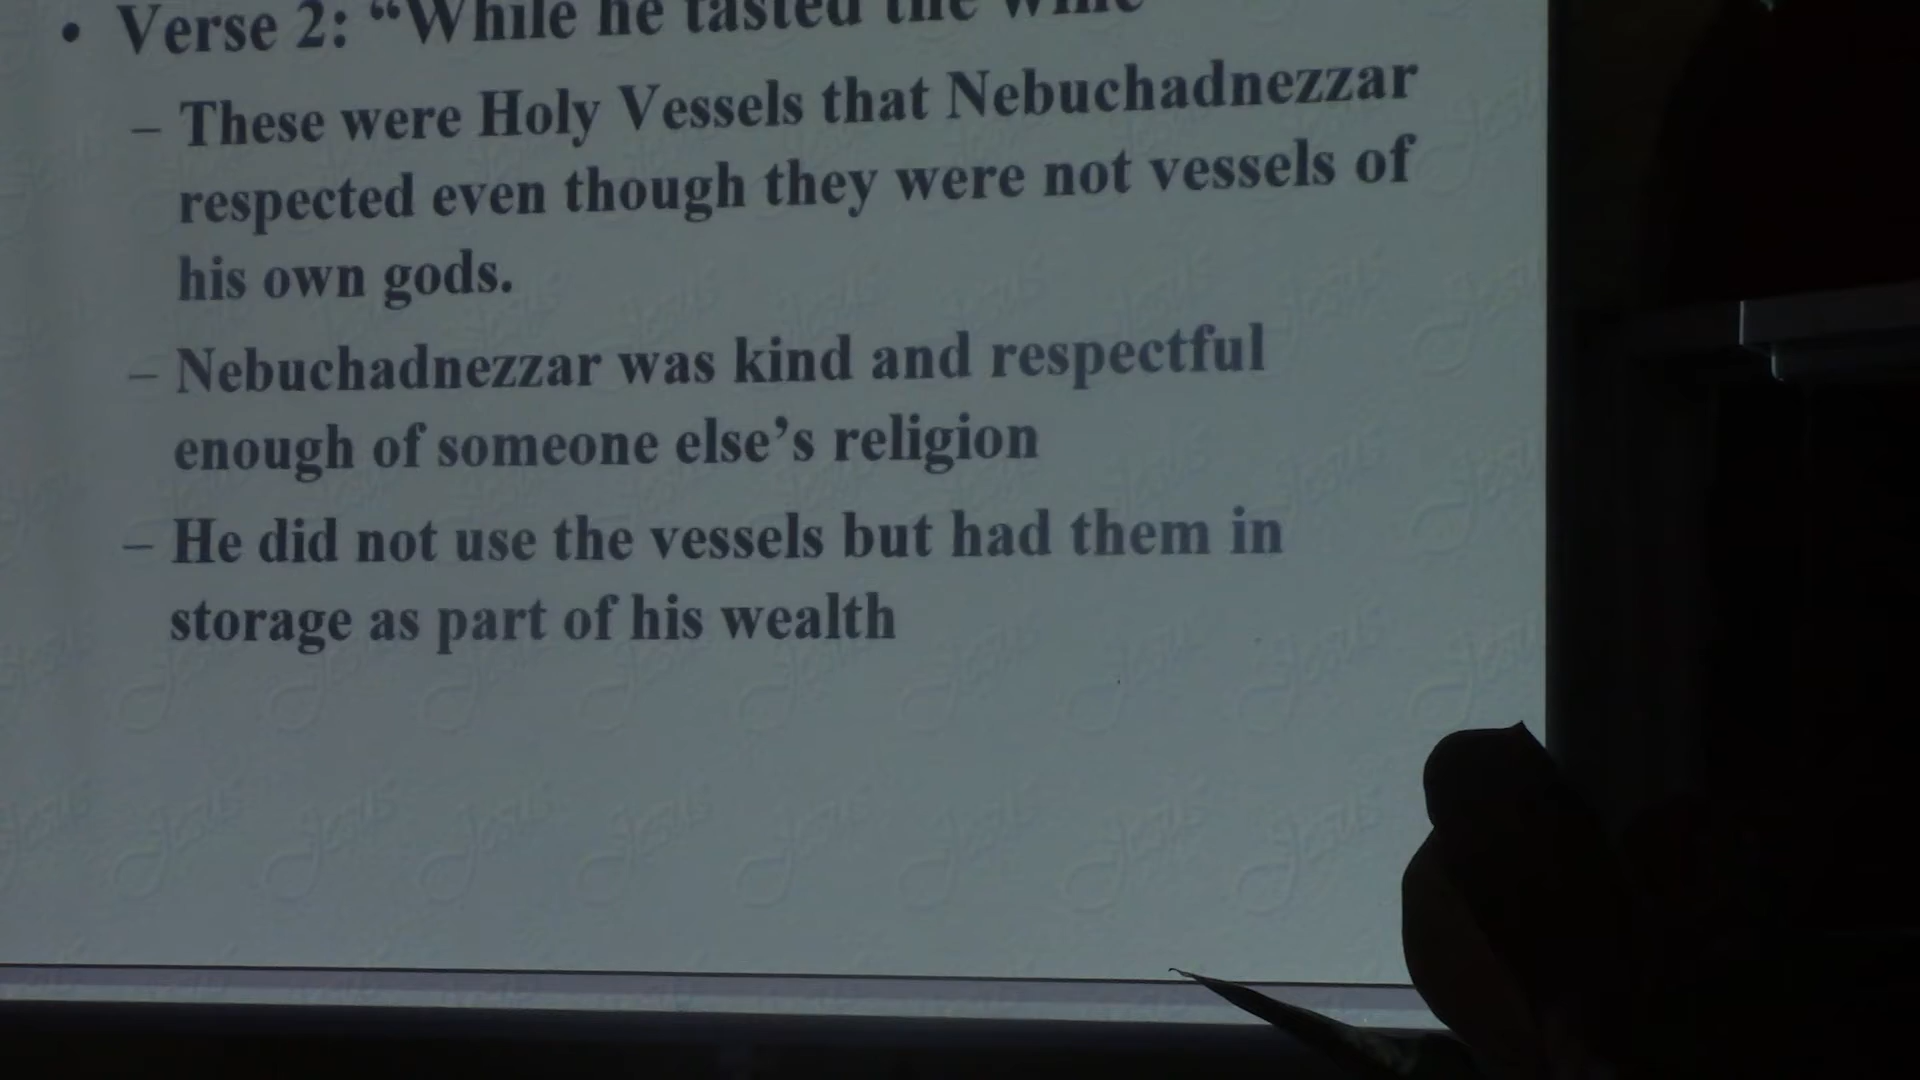 • Verse 2: “While he tasted the wine
– These were Holy Vessels that Nebuchadnezzar
respected even though they were not vessels of
his own gods.
– Nebuchadnezzar was kind and respectful
enough of someone else’s religion
– He did not use the vessels but had them in
storage as part of his wealth